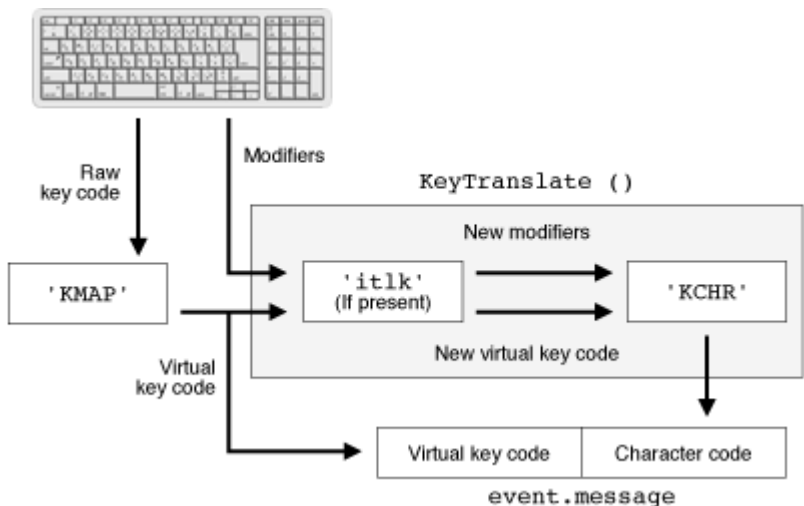 Raw
key code
Modifiers
KeyTranslate ()
New modifiers
'KMAP'
'itlk'
(If present)
'KCHR'
New virtual key code
Virtual
key code
Virtual key code
Character code
event.message